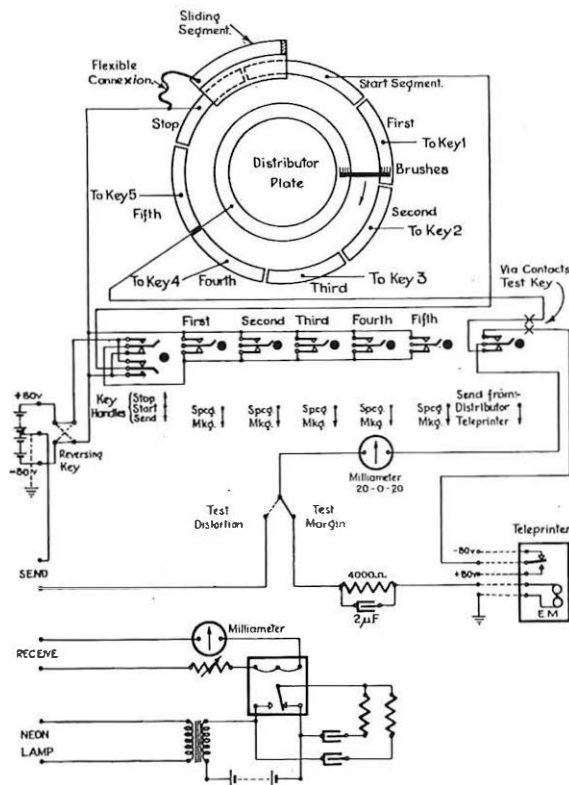 Sliding
Segment.
Flexible
Connexion.
Start Segment.
Stop
First
To Key1
Distributor
Plate
Brushes
To Key5
Fifth
Second
To Key 2
To Key 4
Fourth
To Key 3
Third
Via Contacts
Test Key
First
Second
Third
Fourth
Fifth
+80v
-80v
Reversing
Key
Key
Handles
Stop
Start
Send
Spcg.
Mkg.
Spcg.
Mkg.
Spcg.
Mkg.
Spcg.
Mkg.
Spcg.
Mkg.
Send from:-
Distributor
Teleprinter
Milliameter
20-0-20
Test
Distortion
Test
Margin
Teleprinter
-80v
+80v
EM
SEND
4000Ω.
2μF
Milliameter
RECEIVE
NEON
LAMP